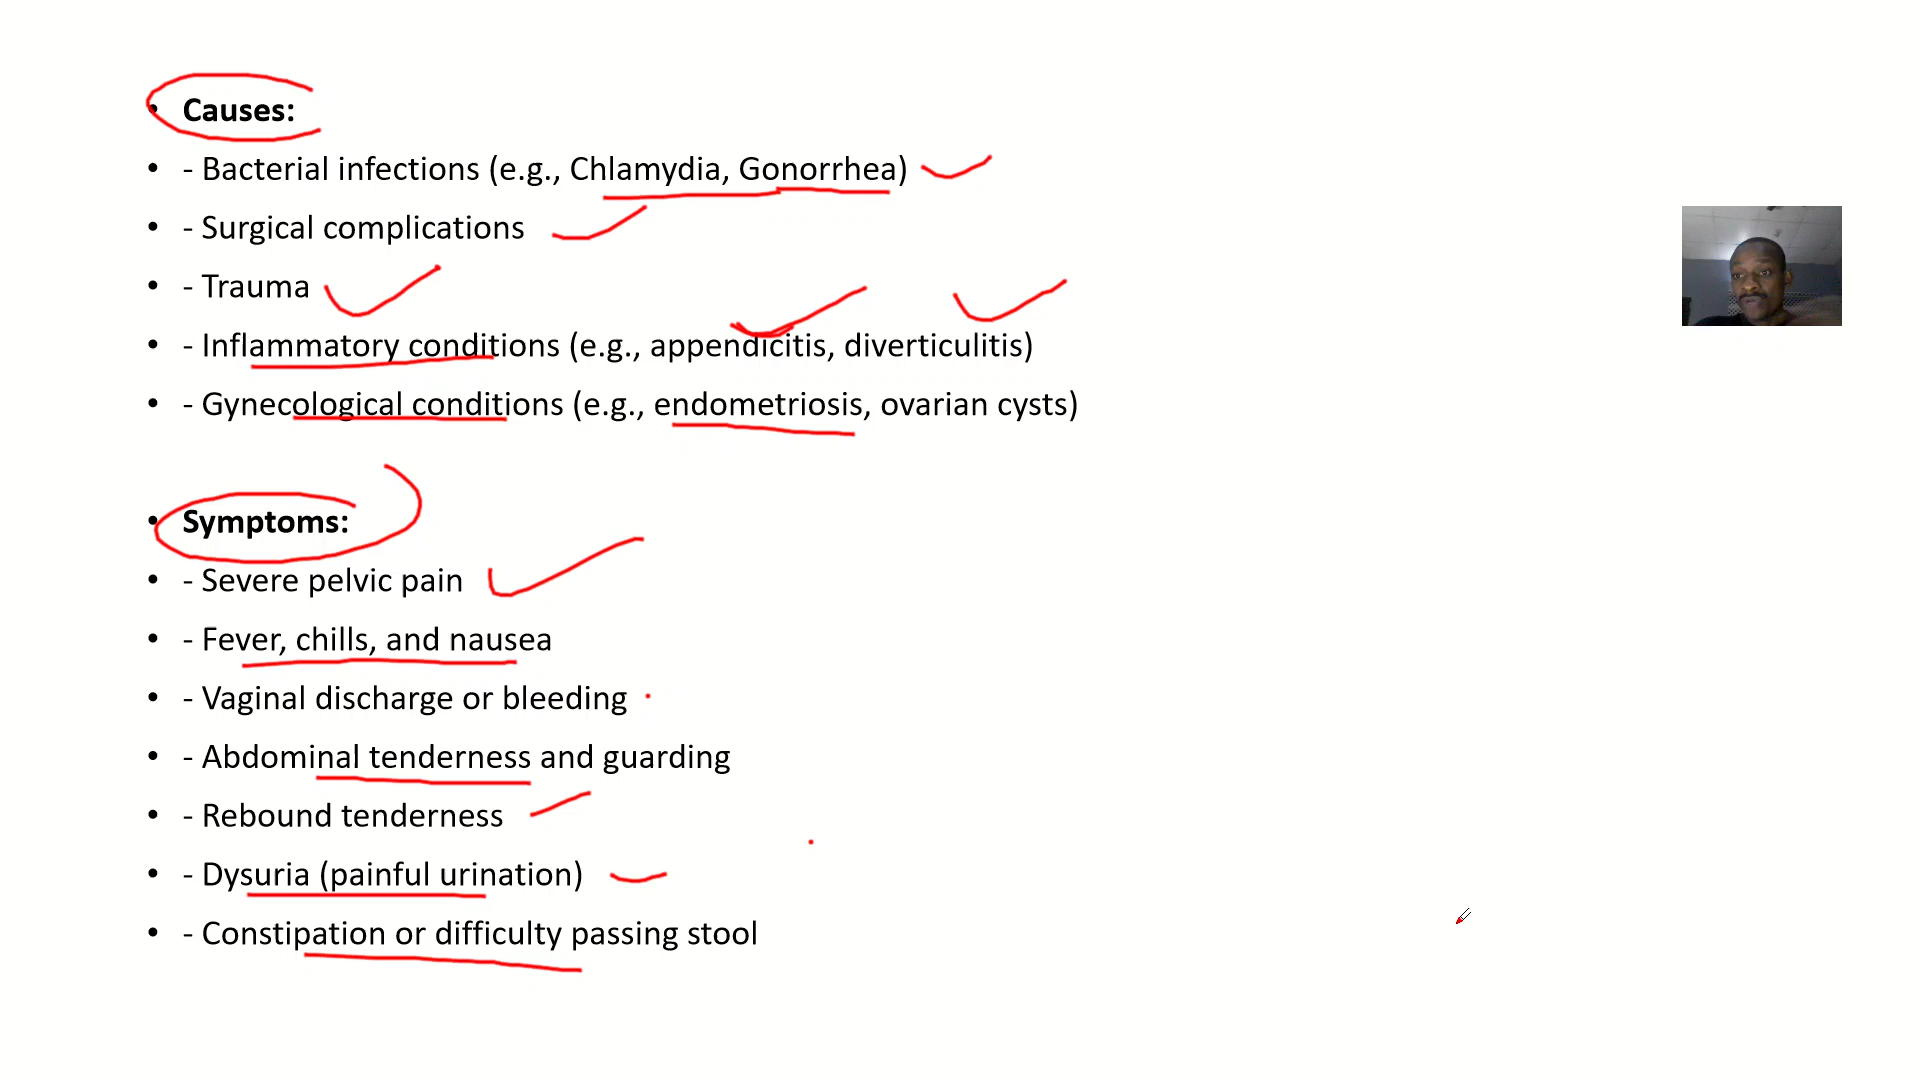 • Causes:
• - Bacterial infections (e.g., Chlamydia, Gonorrhea)
• - Surgical complications
• - Trauma
• - Inflammatory conditions (e.g., appendicitis, diverticulitis)
• - Gynecological conditions (e.g., endometriosis, ovarian cysts)
• Symptoms:
• - Severe pelvic pain
• - Fever, chills, and nausea
• - Vaginal discharge or bleeding
• - Abdominal tenderness and guarding
• - Rebound tenderness
• - Dysuria (painful urination)
• - Constipation or difficulty passing stool